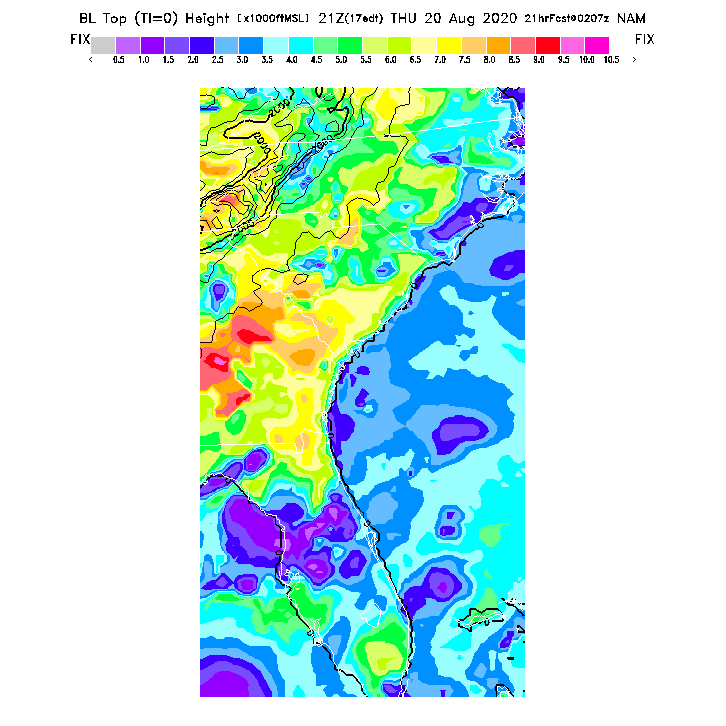 BL Top (TI=0) Height [x1000ftMSL] 21Z(17edt) THU 20 Aug 2020 21hrFcst@0207z NAM
FIX FIX
< 0.5 1.0 1.5 2.0 3.0 3.5 4.0 4.5 5.0 5.5 6.0 6.5 7.0 7.5 8.0 8.5 9.0 9.5 10.0 10.5 >
2000
2000